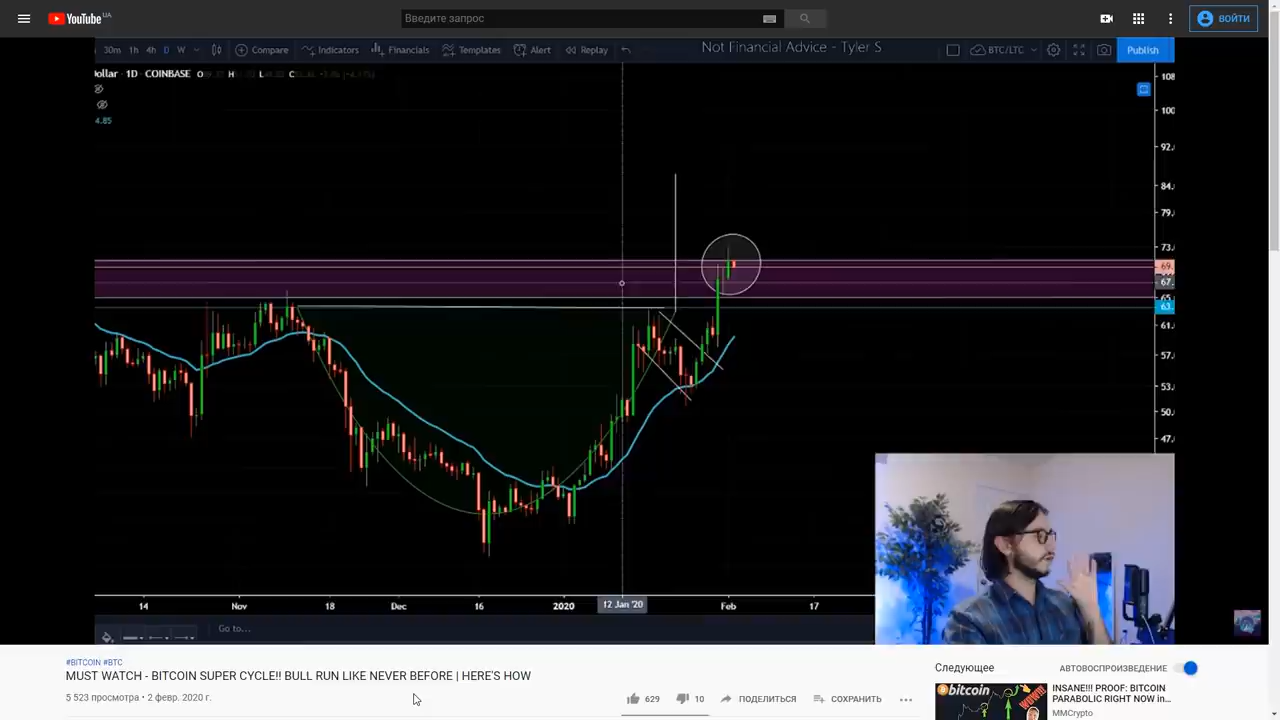 YouTube UA
Введите запрос
ВОЙТИ
30m 1h 4h D W Compare Indicators Financials Templates Alert Replay
Not Financial Advice - Tyler S
BTC/LTC
Publish
Dollar · 1D · COINBASE
4.85
108
100
92.
84.
79.
73.
69.
67.
65
63.
61.
57.
53.
50.
47.
14 Nov 18 Dec 16 2020 12 Jan '20 Feb 17
Go to...
#BITCOIN #BTC
MUST WATCH - BITCOIN SUPER CYCLE!! BULL RUN LIKE NEVER BEFORE | HERE'S HOW
5 523 просмотра • 2 февр. 2020 г.
629 10 ПОДЕЛИТЬСЯ СОХРАНИТЬ
Следующее
АВТОВОСПРОИЗВЕДЕНИЕ
bitcoin
WOW!!!
INSANE!!! PROOF: BITCOIN
PARABOLIC RIGHT NOW in...
MMCrypto